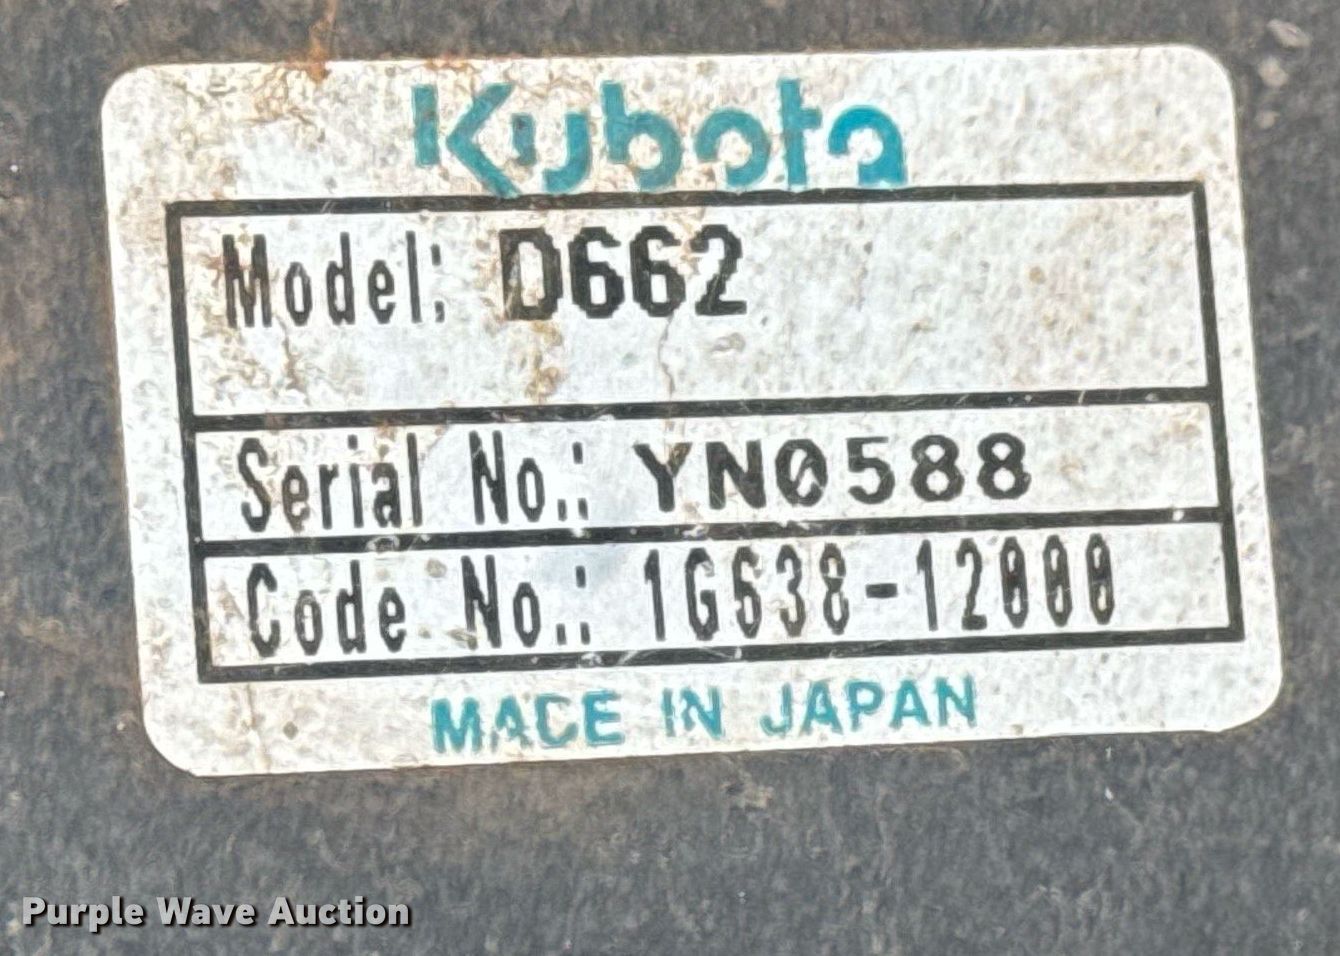 Kubota
Model: D662
Serial No.: YN0588
Code No.: 1G638-12000
MADE IN JAPAN
Purple Wave Auction